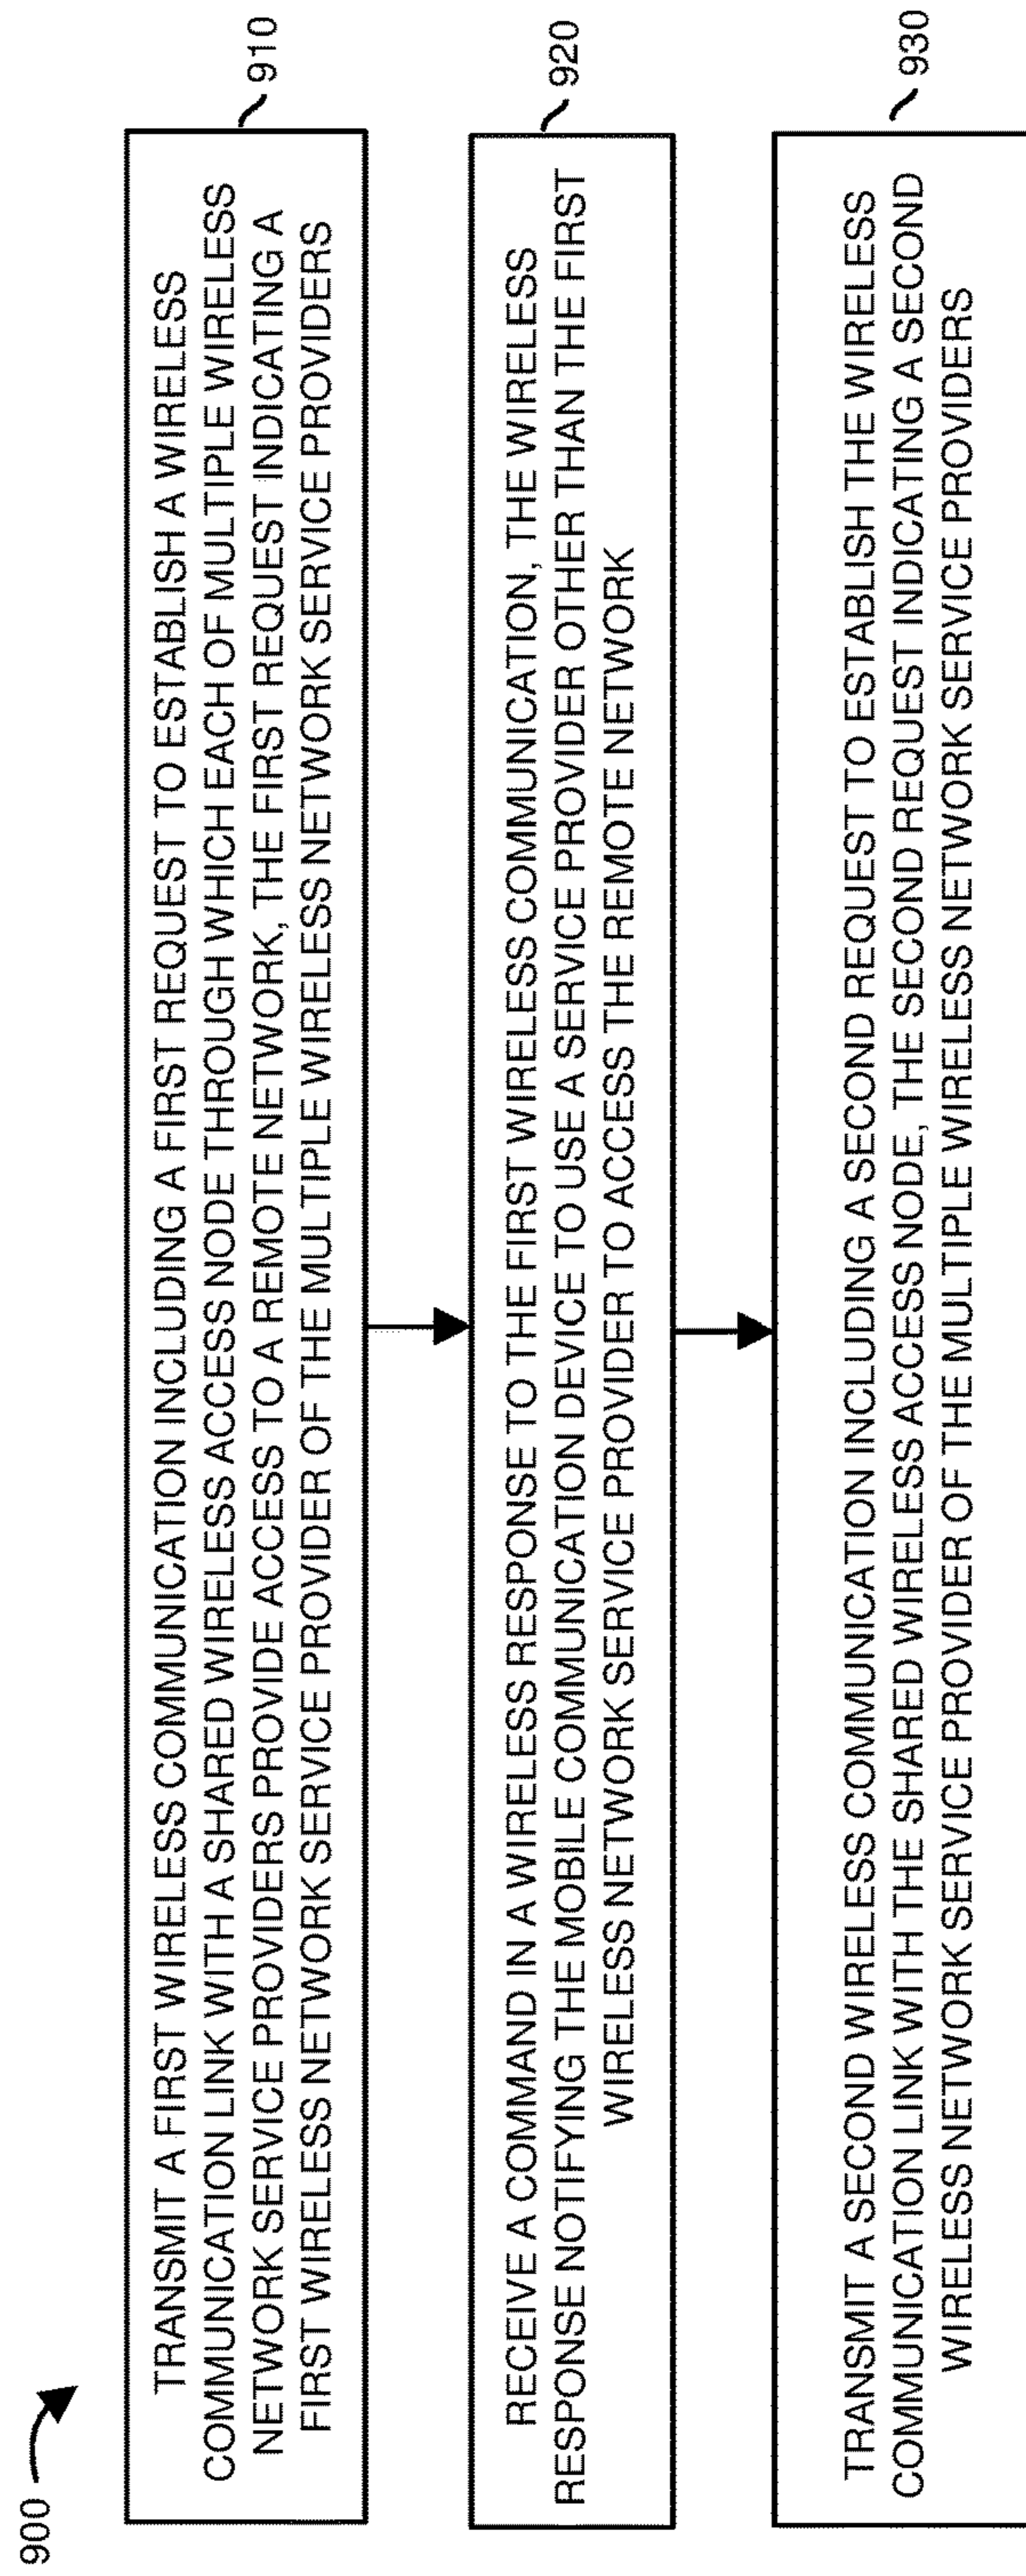 900
TRANSMIT A FIRST WIRELESS COMMUNICATION INCLUDING A FIRST REQUEST TO ESTABLISH A WIRELESS
COMMUNICATION LINK WITH A SHARED WIRELESS ACCESS NODE THROUGH WHICH EACH OF MULTIPLE WIRELESS
NETWORK SERVICE PROVIDERS PROVIDE ACCESS TO A REMOTE NETWORK, THE FIRST REQUEST INDICATING A
FIRST WIRELESS NETWORK SERVICE PROVIDER OF THE MULTIPLE WIRELESS NETWORK SERVICE PROVIDERS
910
RECEIVE A COMMAND IN A WIRELESS RESPONSE TO THE FIRST WIRELESS COMMUNICATION, THE WIRELESS
RESPONSE NOTIFYING THE MOBILE COMMUNICATION DEVICE TO USE A SERVICE PROVIDER OTHER THAN THE FIRST
WIRELESS NETWORK SERVICE PROVIDER TO ACCESS THE REMOTE NETWORK
920
TRANSMIT A SECOND WIRELESS COMMUNICATION INCLUDING A SECOND REQUEST TO ESTABLISH THE WIRELESS
COMMUNICATION LINK WITH THE SHARED WIRELESS ACCESS NODE, THE SECOND REQUEST INDICATING A SECOND
WIRELESS NETWORK SERVICE PROVIDER OF THE MULTIPLE WIRELESS NETWORK SERVICE PROVIDERS
930